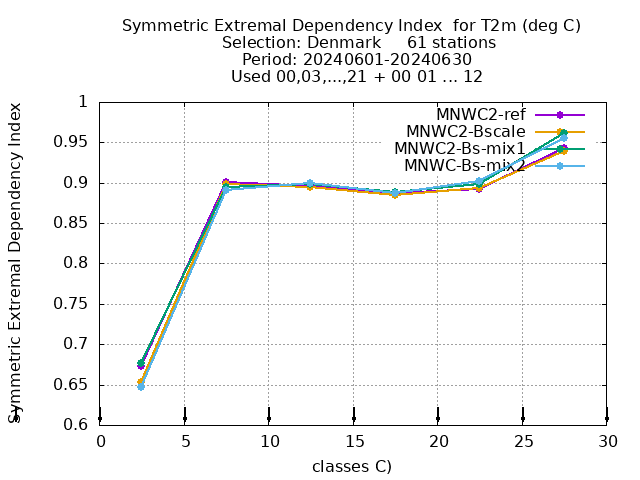 Symmetric Extremal Dependency Index  for T2m (deg C)
Selection: Denmark     61 stations
Period: 20240601-20240630
Used 00,03,...,21 + 00 01 ... 12
Symmetric Extremal Dependency Index
1
0.95
0.9
0.85
0.8
0.75
0.7
0.65
0.6
MNWC2-ref
MNWC2-Bscale
MNWC2-Bs-mix1
MNWC-Bs-mix2
0 5 10 15 20 25 30
classes C)